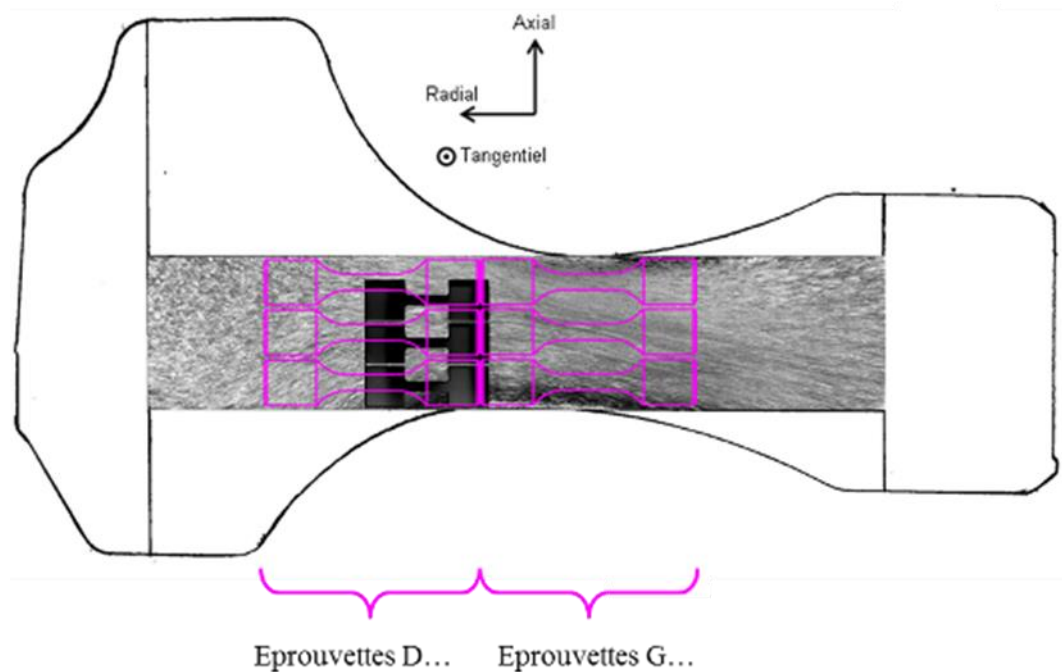 Axial
Radial
Tangentiel
Eprouvettes D...
Eprouvettes G...